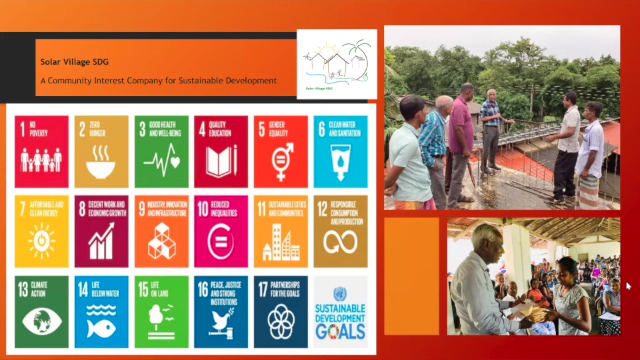 Solar Village SDG
A Community Interest Company for Sustainable Development
Solar Village SDG
1 NO
POVERTY
2 ZERO
HUNGER
3 GOOD HEALTH
AND WELL-BEING
4 QUALITY
EDUCATION
5 GENDER
EQUALITY
6 CLEAN WATER
AND SANITATION
7 AFFORDABLE AND
CLEAN ENERGY
8 DECENT WORK AND
ECONOMIC GROWTH
9 INDUSTRY, INNOVATION
AND INFRASTRUCTURE
10 REDUCED
INEQUALITIES
11 SUSTAINABLE CITIES
AND COMMUNITIES
12 RESPONSIBLE
CONSUMPTION
AND PRODUCTION
13 CLIMATE
ACTION
14 LIFE
BELOW WATER
15 LIFE
ON LAND
16 PEACE, JUSTICE
AND STRONG
INSTITUTIONS
17 PARTNERSHIPS
FOR THE GOALS
SUSTAINABLE
DEVELOPMENT
GOALS